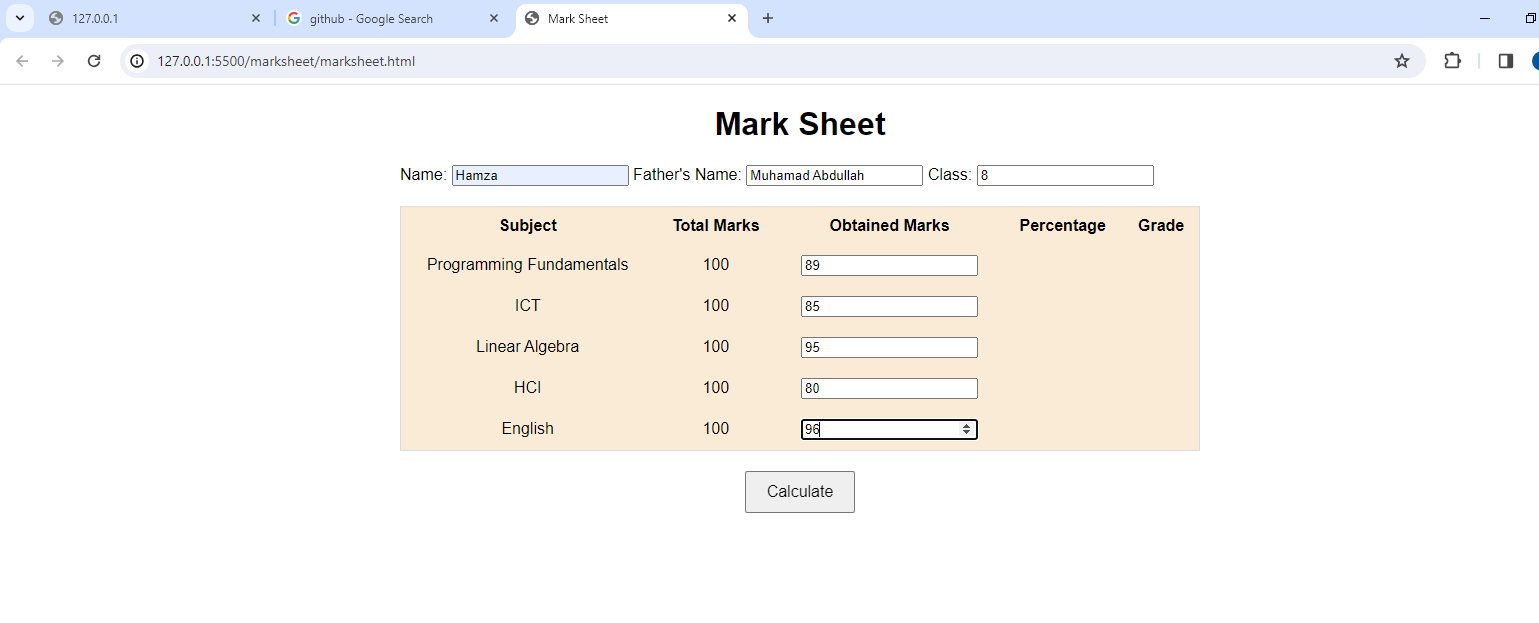 127.0.0.1 github - Google Search Mark Sheet
127.0.0.1:5500/marksheet/marksheet.html
Mark Sheet
Name: Hamza Father's Name: Muhamad Abdullah Class: 8
Subject Total Marks Obtained Marks Percentage Grade
Programming Fundamentals 100 89
ICT 100 85
Linear Algebra 100 95
HCI 100 80
English 100 96
Calculate